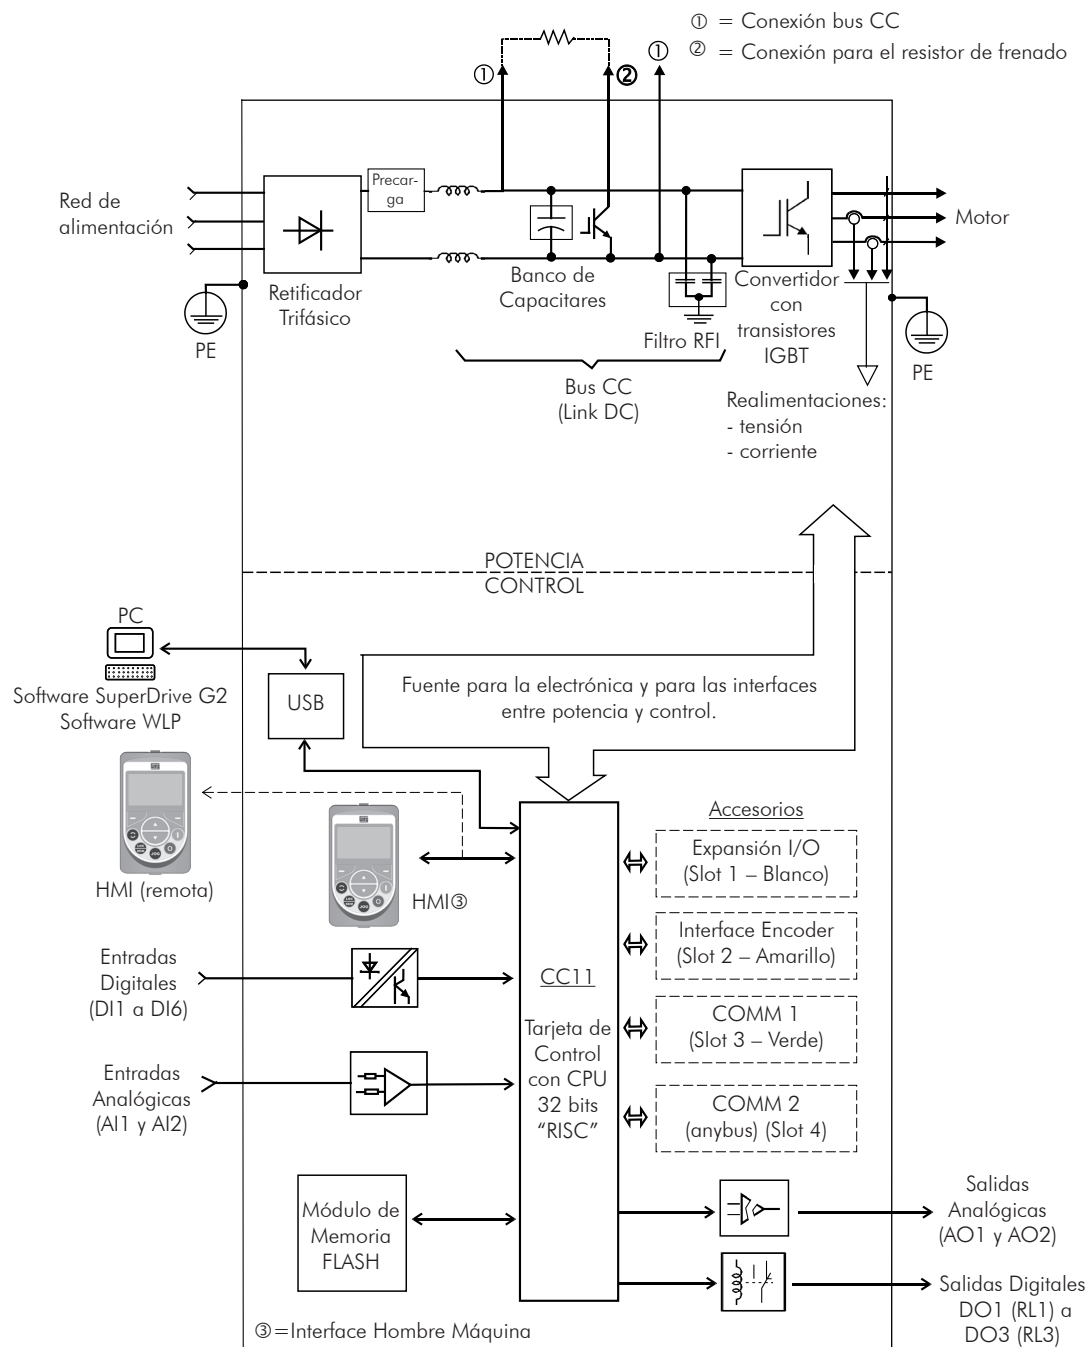 ① = Conexión bus CC
② = Conexión para el resistor de frenado
①
②
①
Red de
alimentación
Precar-
ga
Motor
Retificador
Trifásico
PE
Banco de
Capacitares
Filtro RFI
Convertidor
con
transistores
IGBT
PE
Bus CC
(Link DC)
Realimentaciones:
- tensión
- corriente
POTENCIA
CONTROL
PC
Software SuperDrive G2
Software WLP
USB
Fuente para la electrónica y para las interfaces
entre potencia y control.
HMI (remota)
HMI③
Accesorios
Expansión I/O
(Slot 1 – Blanco)
Interface Encoder
(Slot 2 – Amarillo)
COMM 1
(Slot 3 – Verde)
COMM 2
(anybus) (Slot 4)
Entradas
Digitales
(DI1 a DI6)
Entradas
Analógicas
(AI1 y AI2)
CC11
Tarjeta de
Control
con CPU
32 bits
“RISC”
Módulo de
Memoria
FLASH
Salidas
Analógicas
(AO1 y AO2)
Salidas Digitales
DO1 (RL1) a
DO3 (RL3)
③=Interface Hombre Máquina